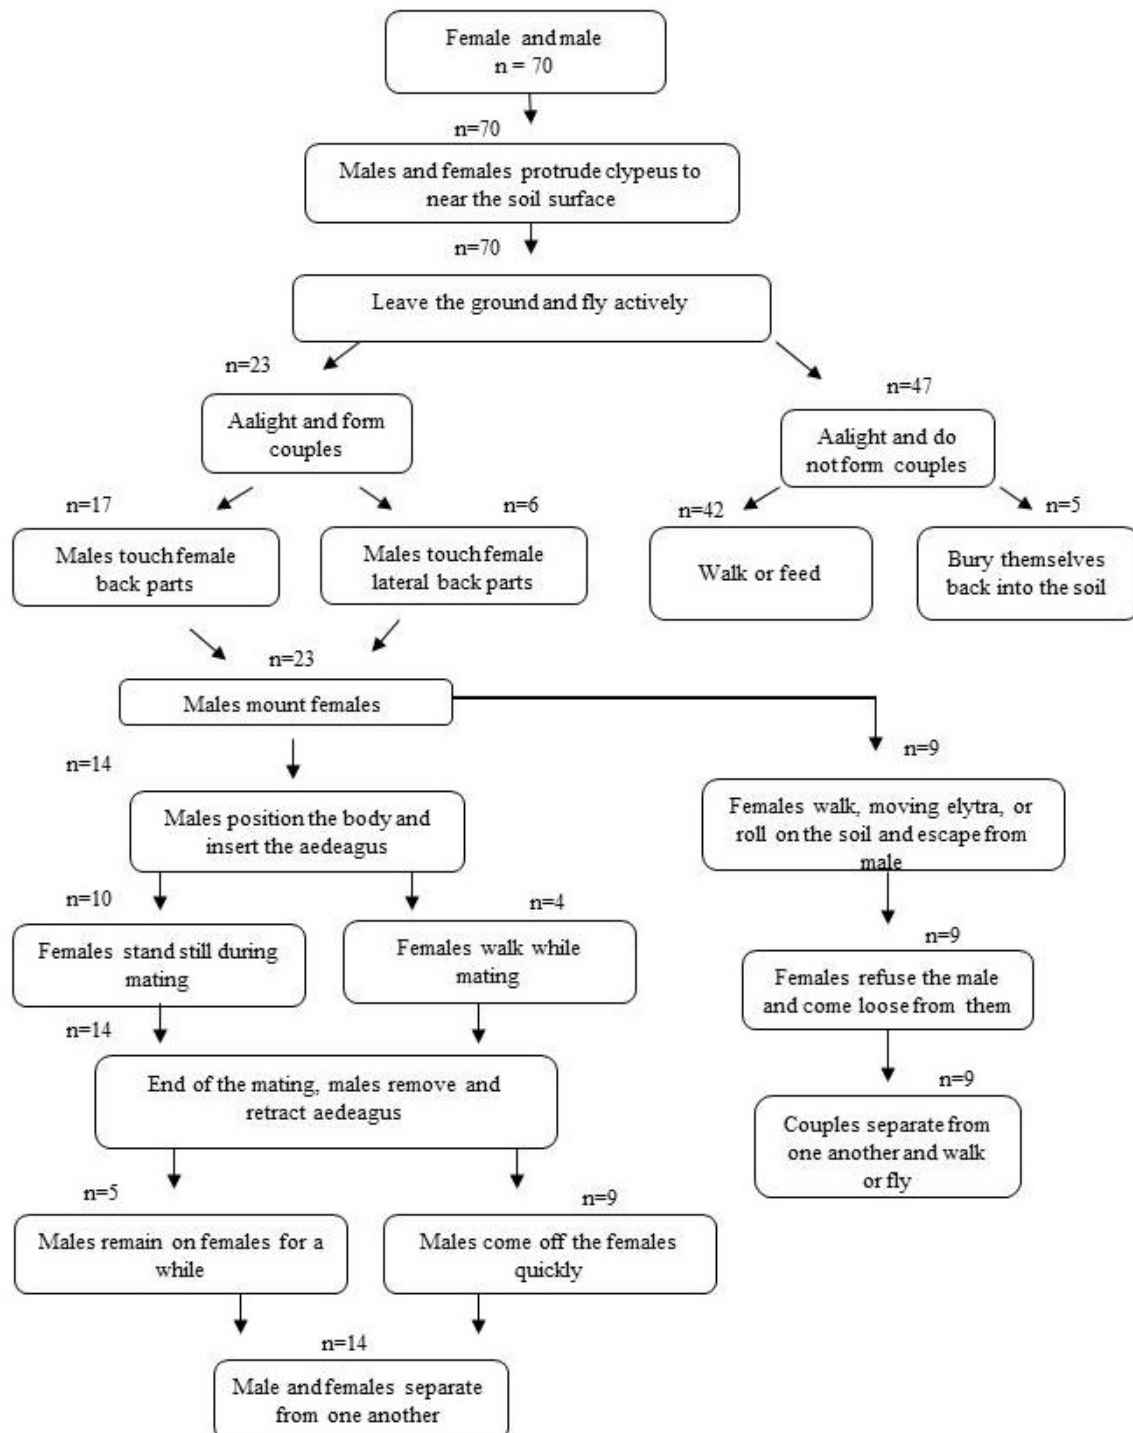 Female and male
n = 70
n=70
Males and females protrude clypeus to
near the soil surface
n=70
Leave the ground and fly actively
n=23
n=47
Aalight and form
couples
Aalight and do
not form couples
n=17
n=6
n=42
n=5
Males touch female
back parts
Males touch female
lateral back parts
Walk or feed
Bury themselves
back into the soil
n=23
Males mount females
n=14
n=9
Males position the body and
insert the aedeagus
Females walk, moving elytra, or
roll on the soil and escape from
male
n=10
n=4
Females stand still during
mating
Females walk while
mating
n=9
Females refuse the male
and come loose from them
n=14
End of the mating, males remove and
retract aedeagus
n=9
Couples separate from
one another and walk
or fly
n=5
n=9
Males remain on females for a
while
Males come off the females
quickly
n=14
Male and females separate
from one another